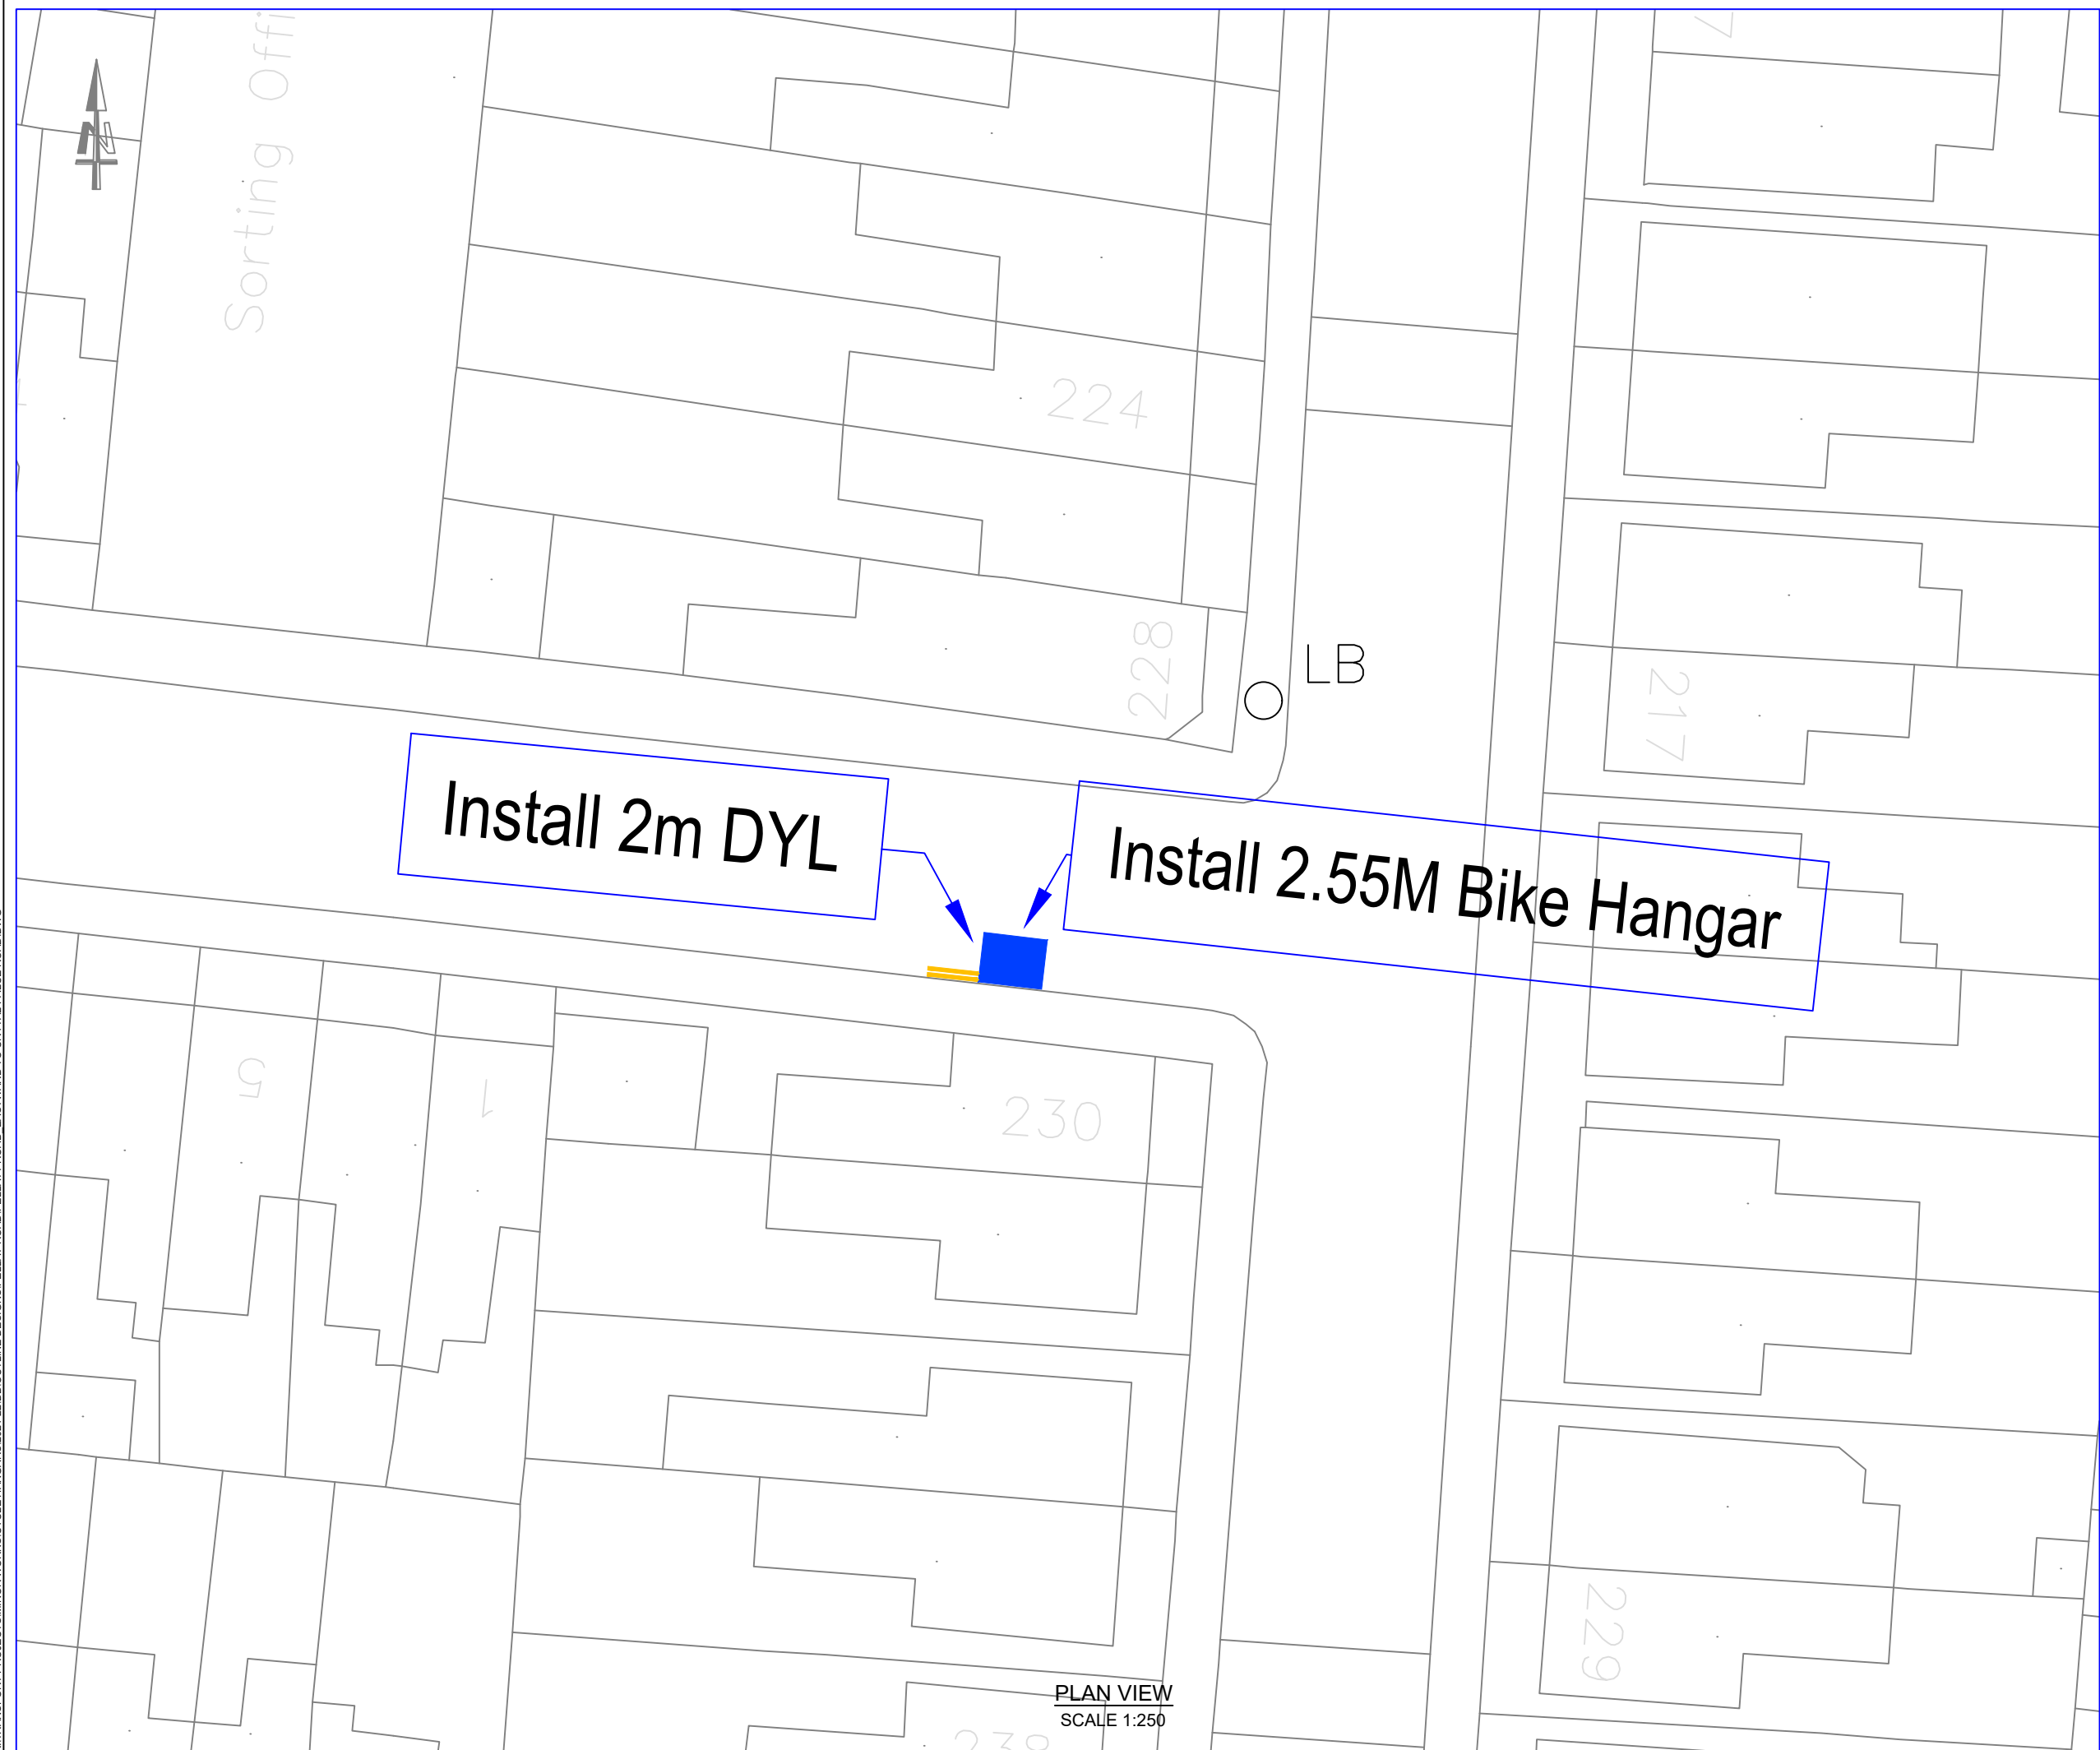 Sorting Offi
N
224
228
LB
217
Install 2m DYL
Install 2.55M Bike Hangar
5
1
230
229
PLAN VIEW
SCALE 1:250